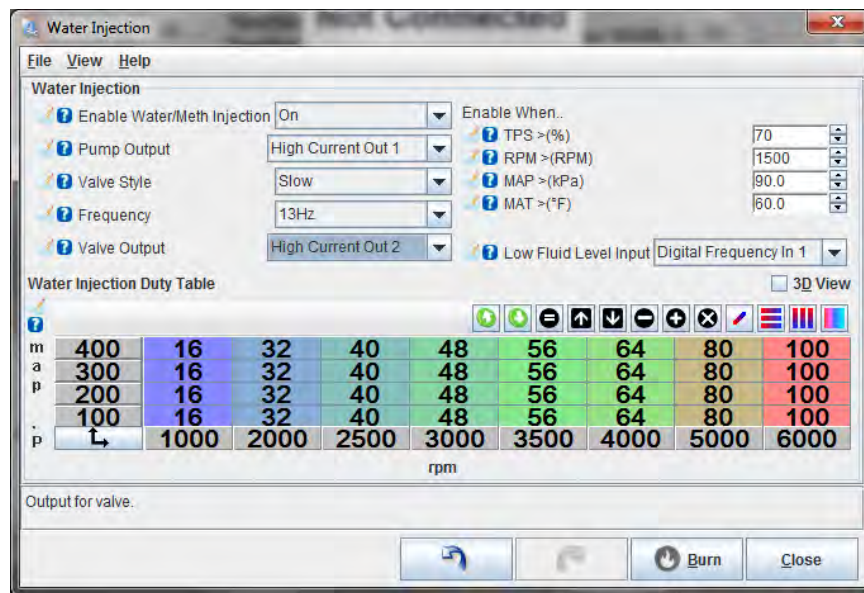 Not Connected
Water Injection
File View Help
Water Injection
Enable Water/Meth Injection On
Pump Output High Current Out 1
Valve Style Slow
Frequency 13Hz
Valve Output High Current Out 2
Enable When..
TPS >(%) 70
RPM >(RPM) 1500
MAP >(kPa) 90.0
MAT >(°F) 60.0
Low Fluid Level Input Digital Frequency In 1
Water Injection Duty Table
3D View
map.p
400 16 32 40 48 56 64 80 100
300 16 32 40 48 56 64 80 100
200 16 32 40 48 56 64 80 100
100 16 32 40 48 56 64 80 100
1000 2000 2500 3000 3500 4000 5000 6000
rpm
Output for valve.
Burn Close